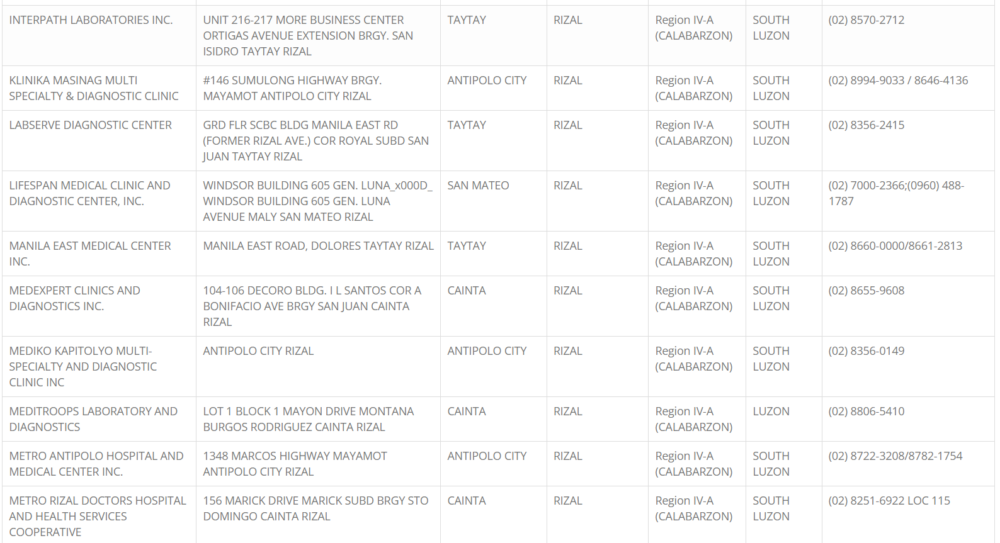 INTERPATH LABORATORIES INC.
UNIT 216-217 MORE BUSINESS CENTER
ORTIGAS AVENUE EXTENSION BRGY. SAN
ISIDRO TAYTAY RIZAL
TAYTAY
RIZAL
Region IV-A
(CALABARZON)
SOUTH
LUZON
(02) 8570-2712
KLINIKA MASINAG MULTI
SPECIALTY & DIAGNOSTIC CLINIC
#146 SUMULONG HIGHWAY BRGY.
MAYAMOT ANTIPOLO CITY RIZAL
ANTIPOLO CITY
RIZAL
Region IV-A
(CALABARZON)
SOUTH
LUZON
(02) 8994-9033 / 8646-4136
LABSERVE DIAGNOSTIC CENTER
GRD FLR SCBC BLDG MANILA EAST RD
(FORMER RIZAL AVE.) COR ROYAL SUBD SAN
JUAN TAYTAY RIZAL
TAYTAY
RIZAL
Region IV-A
(CALABARZON)
SOUTH
LUZON
(02) 8356-2415
LIFESPAN MEDICAL CLINIC AND
DIAGNOSTIC CENTER, INC.
WINDSOR BUILDING 605 GEN. LUNA_x000D_
WINDSOR BUILDING 605 GEN. LUNA
AVENUE MALY SAN MATEO RIZAL
SAN MATEO
RIZAL
Region IV-A
(CALABARZON)
SOUTH
LUZON
(02) 7000-2366;(0960) 488-
1787
MANILA EAST MEDICAL CENTER
INC.
MANILA EAST ROAD, DOLORES TAYTAY RIZAL
TAYTAY
RIZAL
Region IV-A
(CALABARZON)
SOUTH
LUZON
(02) 8660-0000/8661-2813
MEDEXPERT CLINICS AND
DIAGNOSTICS INC.
104-106 DECORO BLDG. I L SANTOS COR A
BONIFACIO AVE BRGY SAN JUAN CAINTA
RIZAL
CAINTA
RIZAL
Region IV-A
(CALABARZON)
SOUTH
LUZON
(02) 8655-9608
MEDIKO KAPITOLYO MULTI-
SPECIALTY AND DIAGNOSTIC
CLINIC INC
ANTIPOLO CITY RIZAL
ANTIPOLO CITY
RIZAL
Region IV-A
(CALABARZON)
SOUTH
LUZON
(02) 8356-0149
MEDITROOPS LABORATORY AND
DIAGNOSTICS
LOT 1 BLOCK 1 MAYON DRIVE MONTANA
BURGOS RODRIGUEZ CAINTA RIZAL
CAINTA
RIZAL
Region IV-A
(CALABARZON)
LUZON
(02) 8806-5410
METRO ANTIPOLO HOSPITAL AND
MEDICAL CENTER INC.
1348 MARCOS HIGHWAY MAYAMOT
ANTIPOLO CITY RIZAL
ANTIPOLO CITY
RIZAL
Region IV-A
(CALABARZON)
SOUTH
LUZON
(02) 8722-3208/8782-1754
METRO RIZAL DOCTORS HOSPITAL
AND HEALTH SERVICES
COOPERATIVE
156 MARICK DRIVE MARICK SUBD BRGY STO
DOMINGO CAINTA RIZAL
CAINTA
RIZAL
Region IV-A
(CALABARZON)
SOUTH
LUZON
(02) 8251-6922 LOC 115